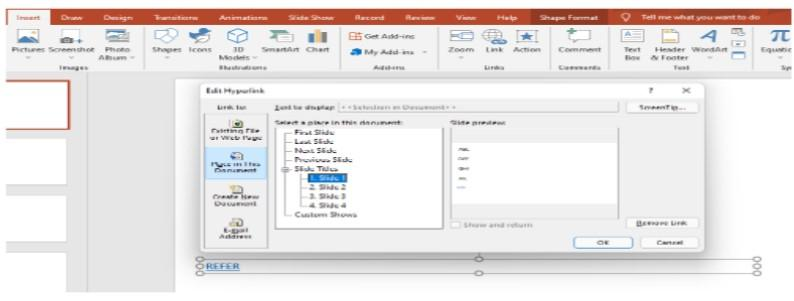 Insert Draw Design Transitions Animations Slide Show Record Review View Help Shape Format Tell me what you want to do
Pictures Screenshot Photo Album Shapes Icons 3D Models SmartArt Chart Get Add-ins My Add-ins Zoom Link Action Comment Text Box Header & Footer WordArt Equatio
Images Illustrations Add-ins Links Comments Text Sy
Edit Hyperlink ? ×
Link to: Text to display: <<Selection in Document>> ScreenTip...
Existing File or Web Page
Place in This Document
Create New Document
E-mail Address
Select a place in this document:
First Slide
Last Slide
Next Slide
Previous Slide
Slide Titles
1. Slide 1
2. Slide 2
3. Slide 3
4. Slide 4
Custom Shows
Slide preview:
Show and return
Remove Link
OK Cancel
REFER